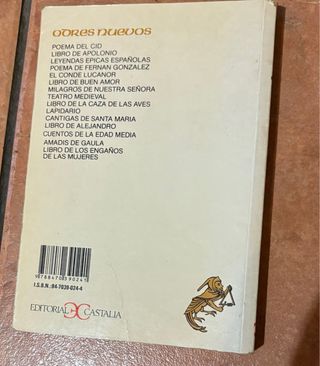 ODRES NUEVOS
POEMA DEL CID
LIBRO DE APOLONIO
LEYENDAS EPICAS ESPAÑOLAS
POEMA DE FERNAN GONZALEZ
EL CONDE LUCANOR
LIBRO DE BUEN AMOR
MILAGROS DE NUESTRA SEÑORA
TEATRO MEDIEVAL
LIBRO DE LA CAZA DE LAS AVES
LAPIDARIO
CANTIGAS DE SANTA MARIA
LIBRO DE ALEJANDRO
CUENTOS DE LA EDAD MEDIA
AMADIS DE GAULA
LIBRO DE LOS ENGAÑOS
DE LAS MUJERES
9788470390241
I.S.B.N.: 84-7039-024-4
EDITORIAL CASTALIA